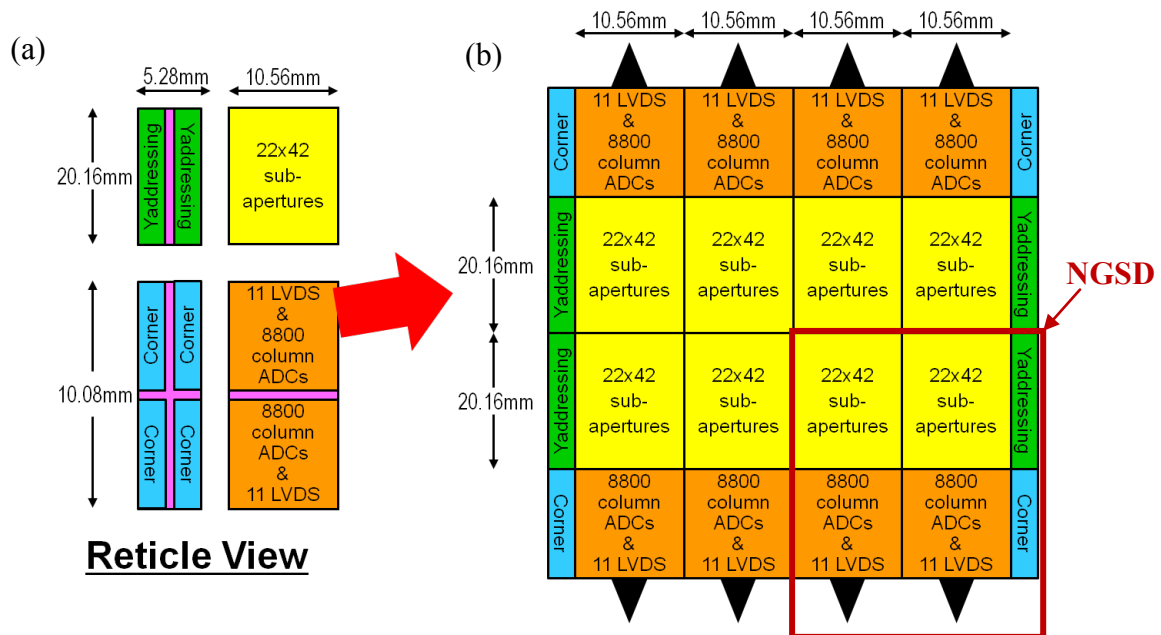 (a)
5.28mm
10.56mm
20.16mm
Yaddressing
Yaddressing
22x42
sub-
apertures
10.08mm
Corner
Corner
11 LVDS
&
8800
column
ADCs
Corner
Corner
8800
column
ADCs
&
11 LVDS
Reticle View
(b)
10.56mm
10.56mm
10.56mm
10.56mm
Corner
11 LVDS
&
8800
column
ADCs
11 LVDS
&
8800
column
ADCs
11 LVDS
&
8800
column
ADCs
11 LVDS
&
8800
column
ADCs
Corner
20.16mm
Yaddressing
22x42
sub-
apertures
22x42
sub-
apertures
22x42
sub-
apertures
22x42
sub-
apertures
Yaddressing
NGSD
20.16mm
Yaddressing
22x42
sub-
apertures
22x42
sub-
apertures
22x42
sub-
apertures
22x42
sub-
apertures
Yaddressing
Corner
8800
column
ADCs
&
11 LVDS
8800
column
ADCs
&
11 LVDS
8800
column
ADCs
&
11 LVDS
8800
column
ADCs
&
11 LVDS
Corner